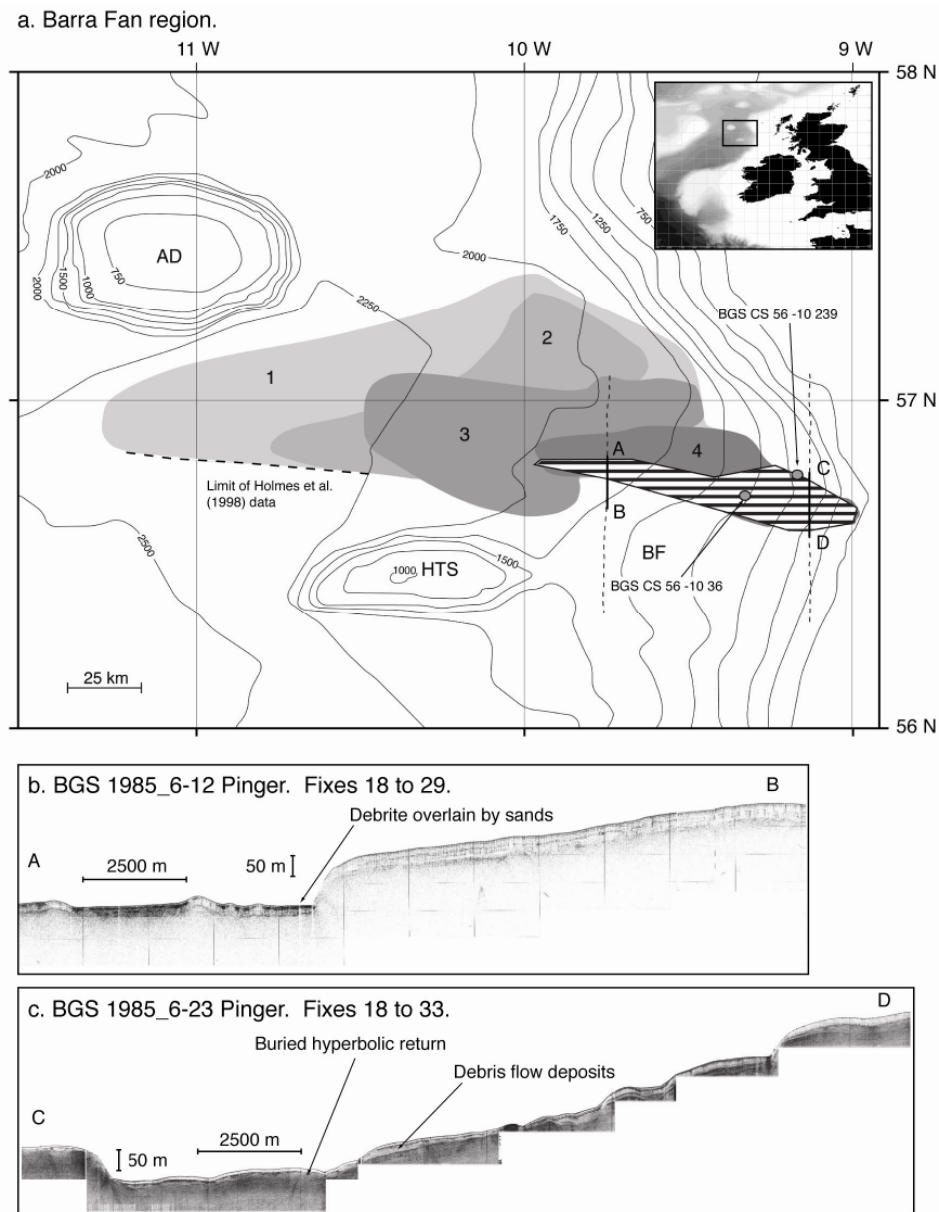 a. Barra Fan region.
11 W
10 W
9 W
58 N
2000
750
1250
1750
AD
750
1000
1500
2000
2000
2250
BGS CS 56 -10 239
2
1
57 N
3
A
4
C
Limit of Holmes et al.
(1998) data
B
D
2500
BF
1500
1000
HTS
BGS CS 56 -10 36
25 km
56 N
b. BGS 1985_6-12 Pinger. Fixes 18 to 29.
B
Debrite overlain by sands
A
2500 m
50 m
c. BGS 1985_6-23 Pinger. Fixes 18 to 33.
D
Buried hyperbolic return
Debris flow deposits
C
2500 m
50 m